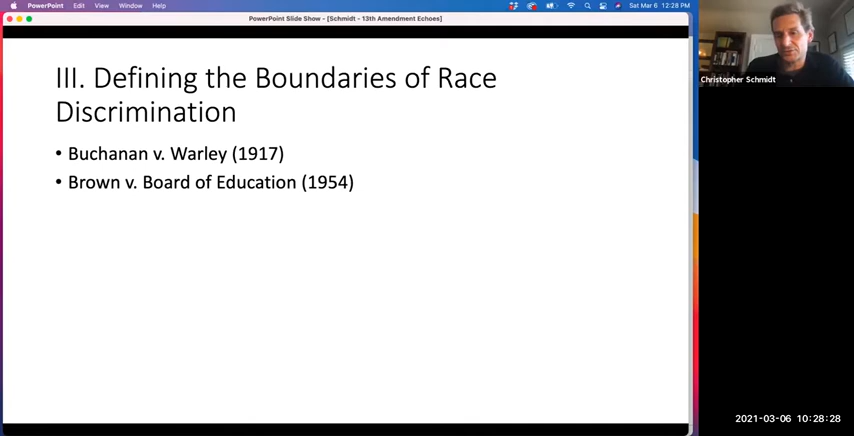 PowerPoint Edit View Window Help Sat Mar 6 12:28 PM
PowerPoint Slide Show - [Schmidt - 13th Amendment Echoes]
III. Defining the Boundaries of Race
Discrimination
• Buchanan v. Warley (1917)
• Brown v. Board of Education (1954)
Christopher Schmidt
2021-03-06 10:28:28